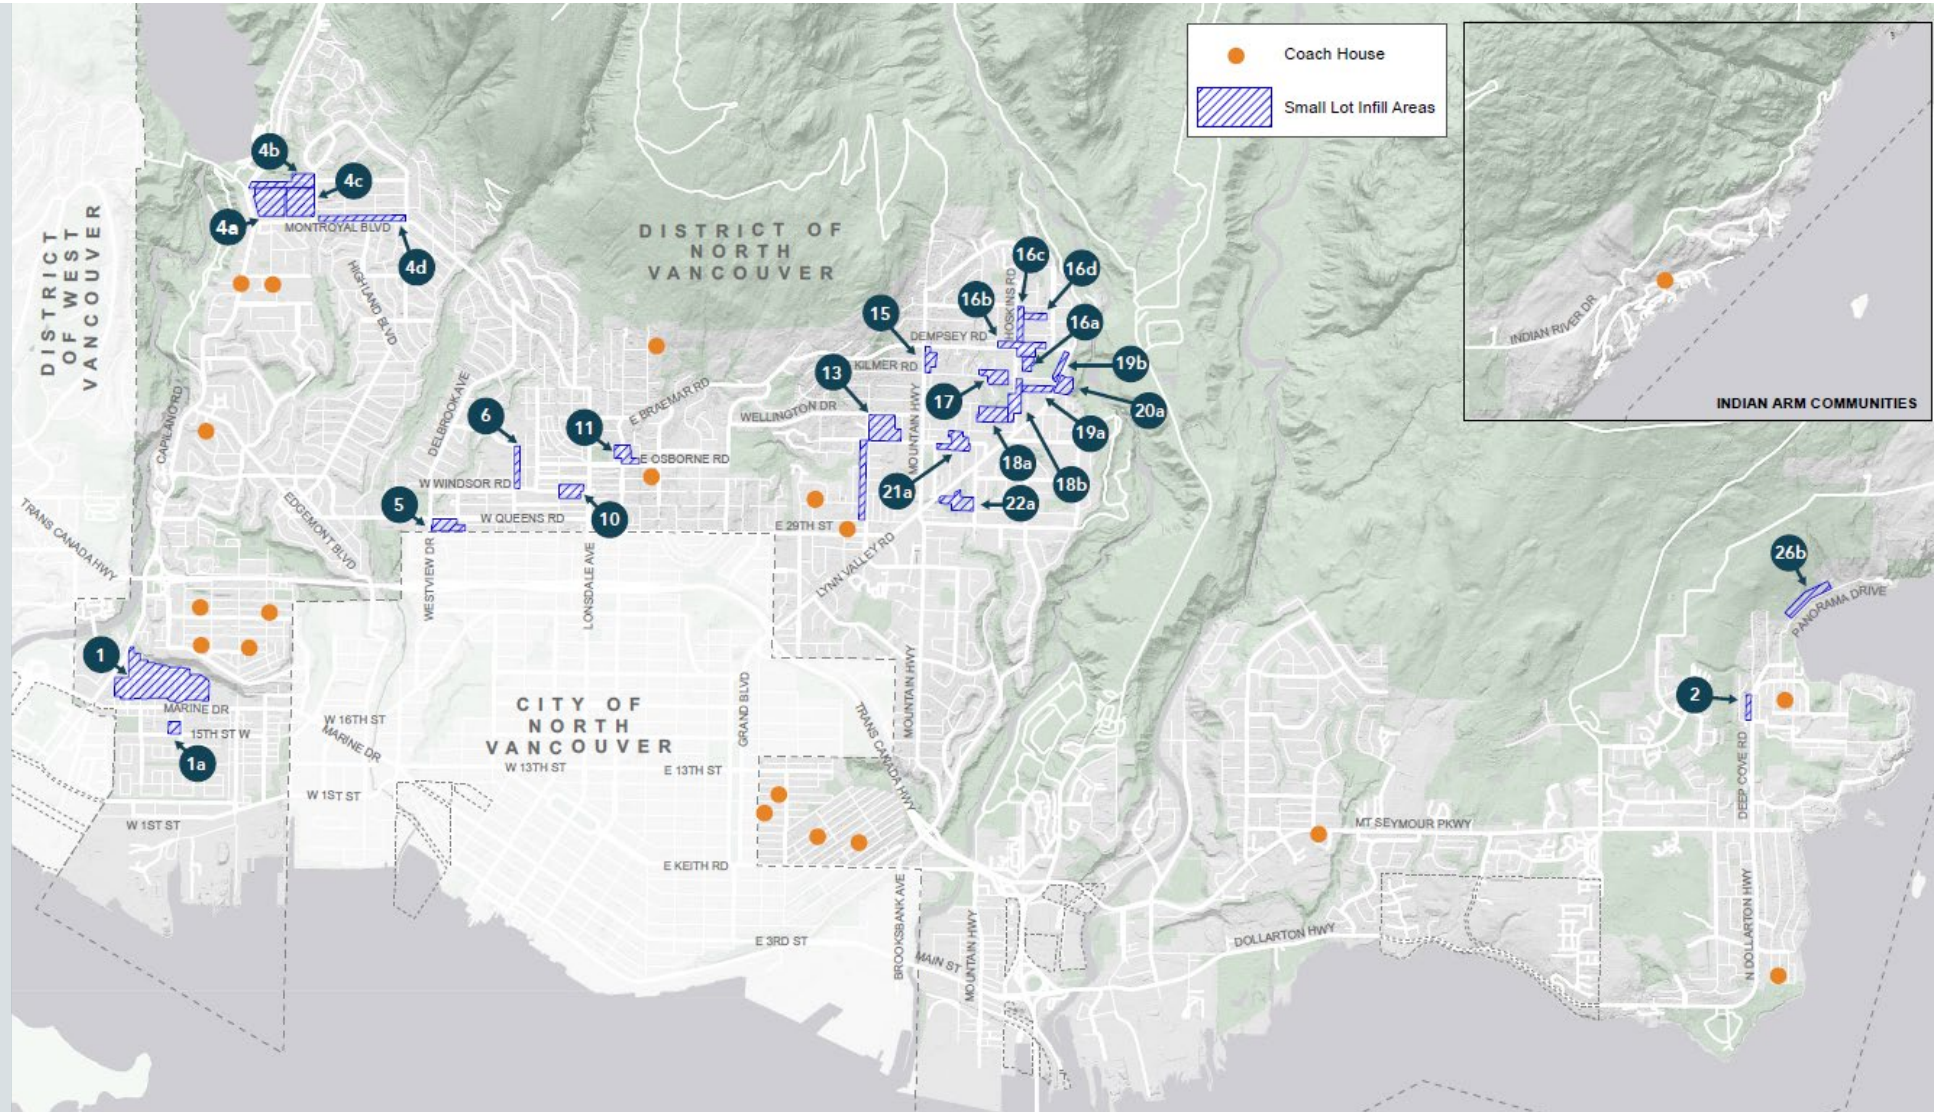 Coach House
Small Lot Infill Areas
INDIAN RIVER DR
INDIAN ARM COMMUNITIES
DISTRICT
OF WEST
VANCOUVER
DISTRICT OF
NORTH
VANCOUVER
CITY OF
NORTH
VANCOUVER
4b
4c
4a
MONTROYAL BLVD
4d
HIGHLAND BLVD
CAPILANO RD
DELBROOK AVE
EDGEMONT BLVD
TRANS CANADA HWY
6
11
E BRAEMAR RD
E OSBORNE RD
W WINDSOR RD
5
W QUEENS RD
10
WESTVIEW DR
LONSDALE AVE
16c
16d
16b
HOSKINS RD
15
DEMPSEY RD
16a
KILMER RD
13
19b
17
WELLINGTON DR
MOUNTAIN HWY
20a
19a
18a
18b
21a
22a
E 29TH ST
LYNN VALLEY RD
26b
PANORAMA DRIVE
1
MARINE DR
15TH ST W
1a
W 16TH ST
MARINE DR
W 1ST ST
W 1ST ST
W 13TH ST
E 13TH ST
GRAND BLVD
MOUNTAIN HWY
TRANS CANADA HWY
E KEITH RD
BROOKSBANK AVE
E 3RD ST
MAIN ST
MOUNTAIN HWY
2
DEEP COVE RD
MT SEYMOUR PKWY
DOLLARTON HWY
N DOLLARTON HWY